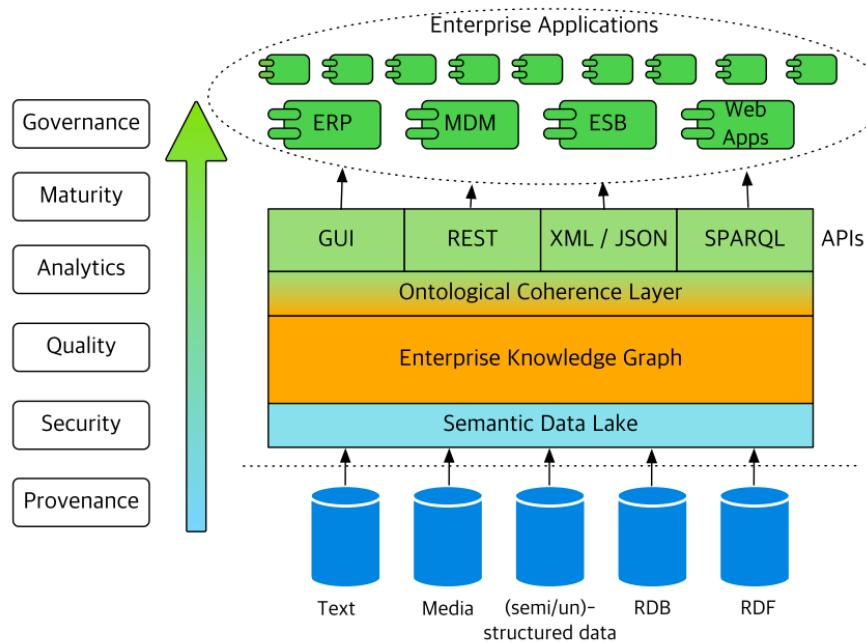 Enterprise Applications
ERP
MDM
ESB
Web
Apps
Governance
Maturity
Analytics
Quality
Security
Provenance
GUI
REST
XML / JSON
SPARQL
APIs
Ontological Coherence Layer
Enterprise Knowledge Graph
Semantic Data Lake
Text
Media
(semi/un)-
structured data
RDB
RDF